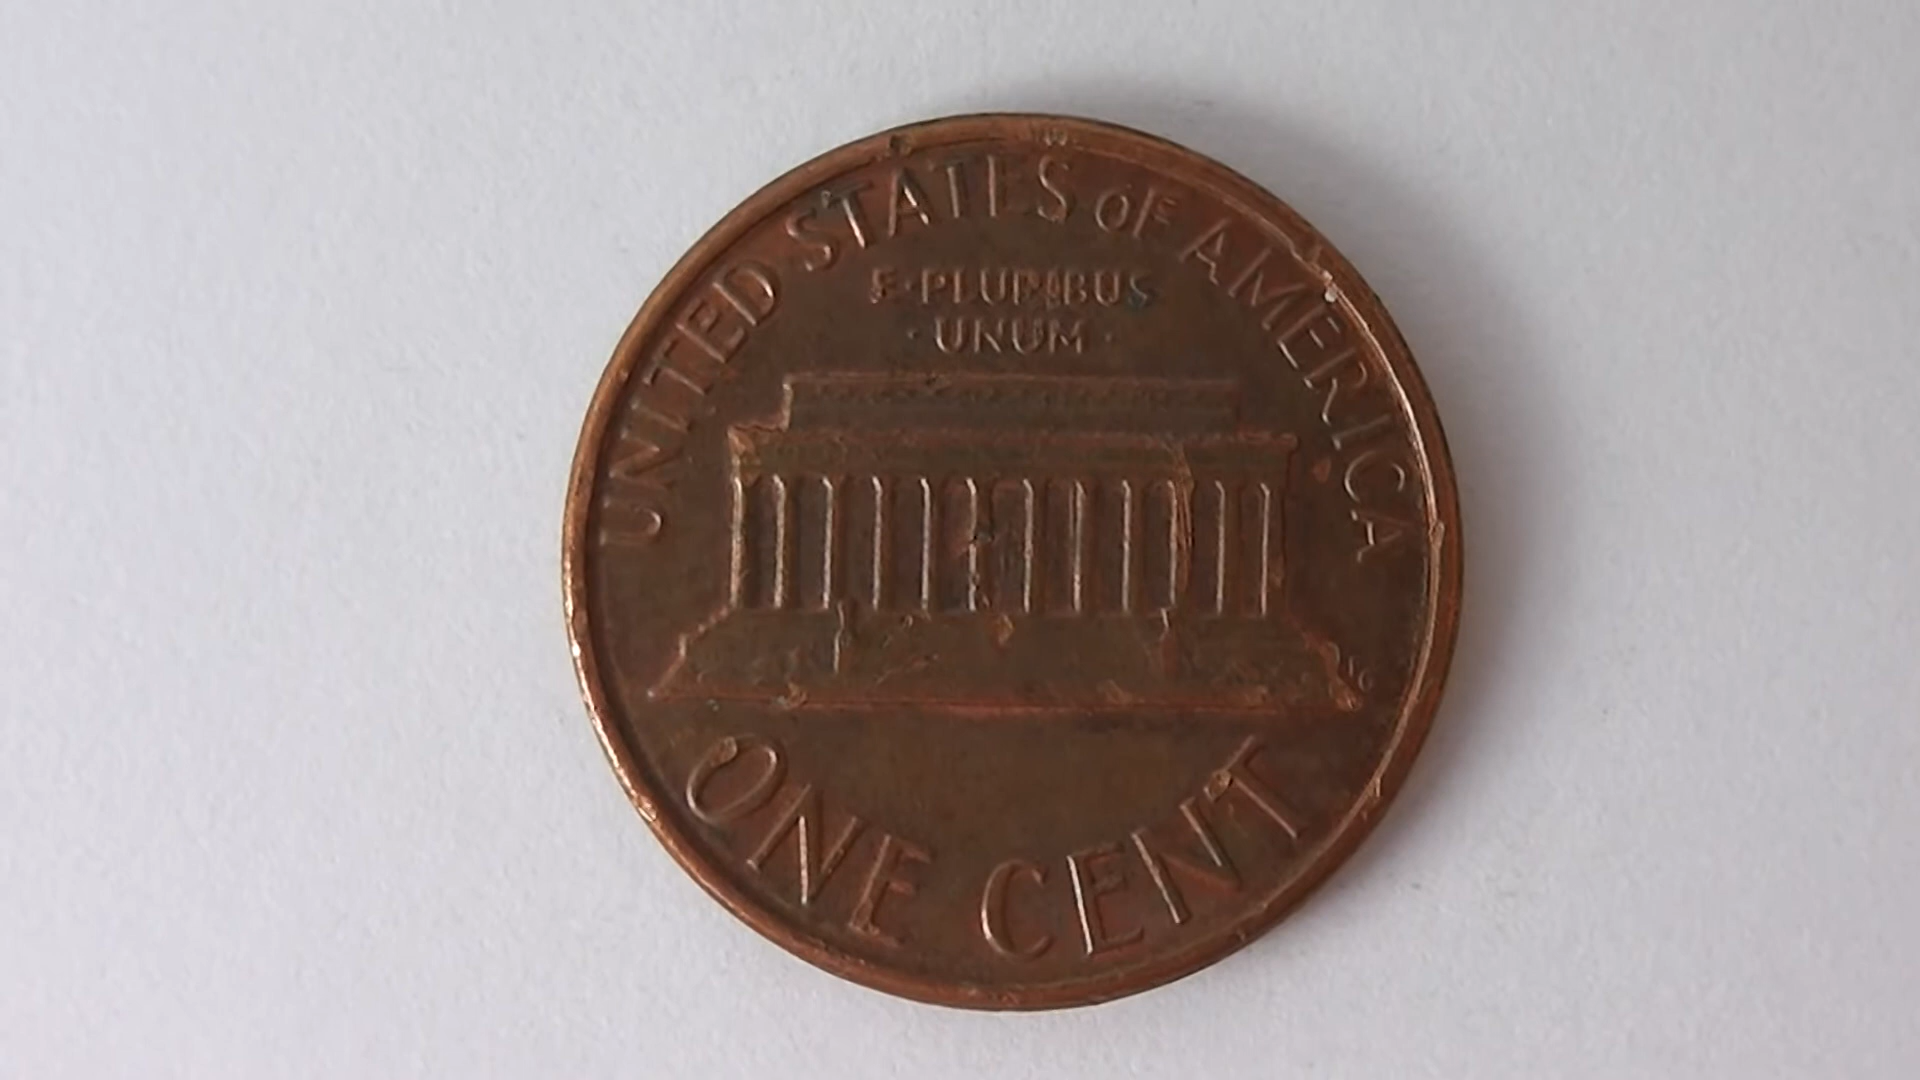 UNITED STATES OF AMERICA
E·PLURIBUS
·UNUM·
ONE CENT